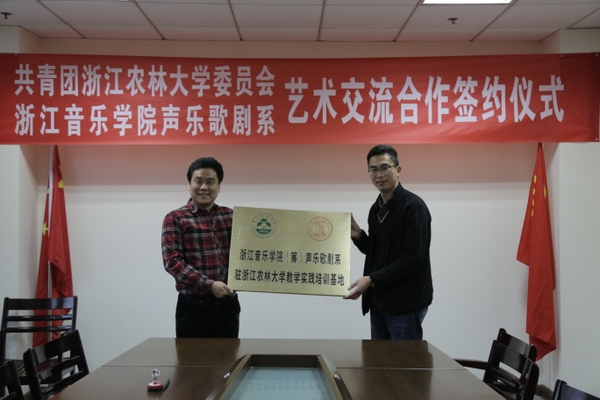 共青团浙江农林大学委员会
浙江音乐学院声乐歌剧系
艺术交流合作签约仪式
浙江音乐学院（筹）声乐歌剧系
驻浙江农林大学教学实践培训基地